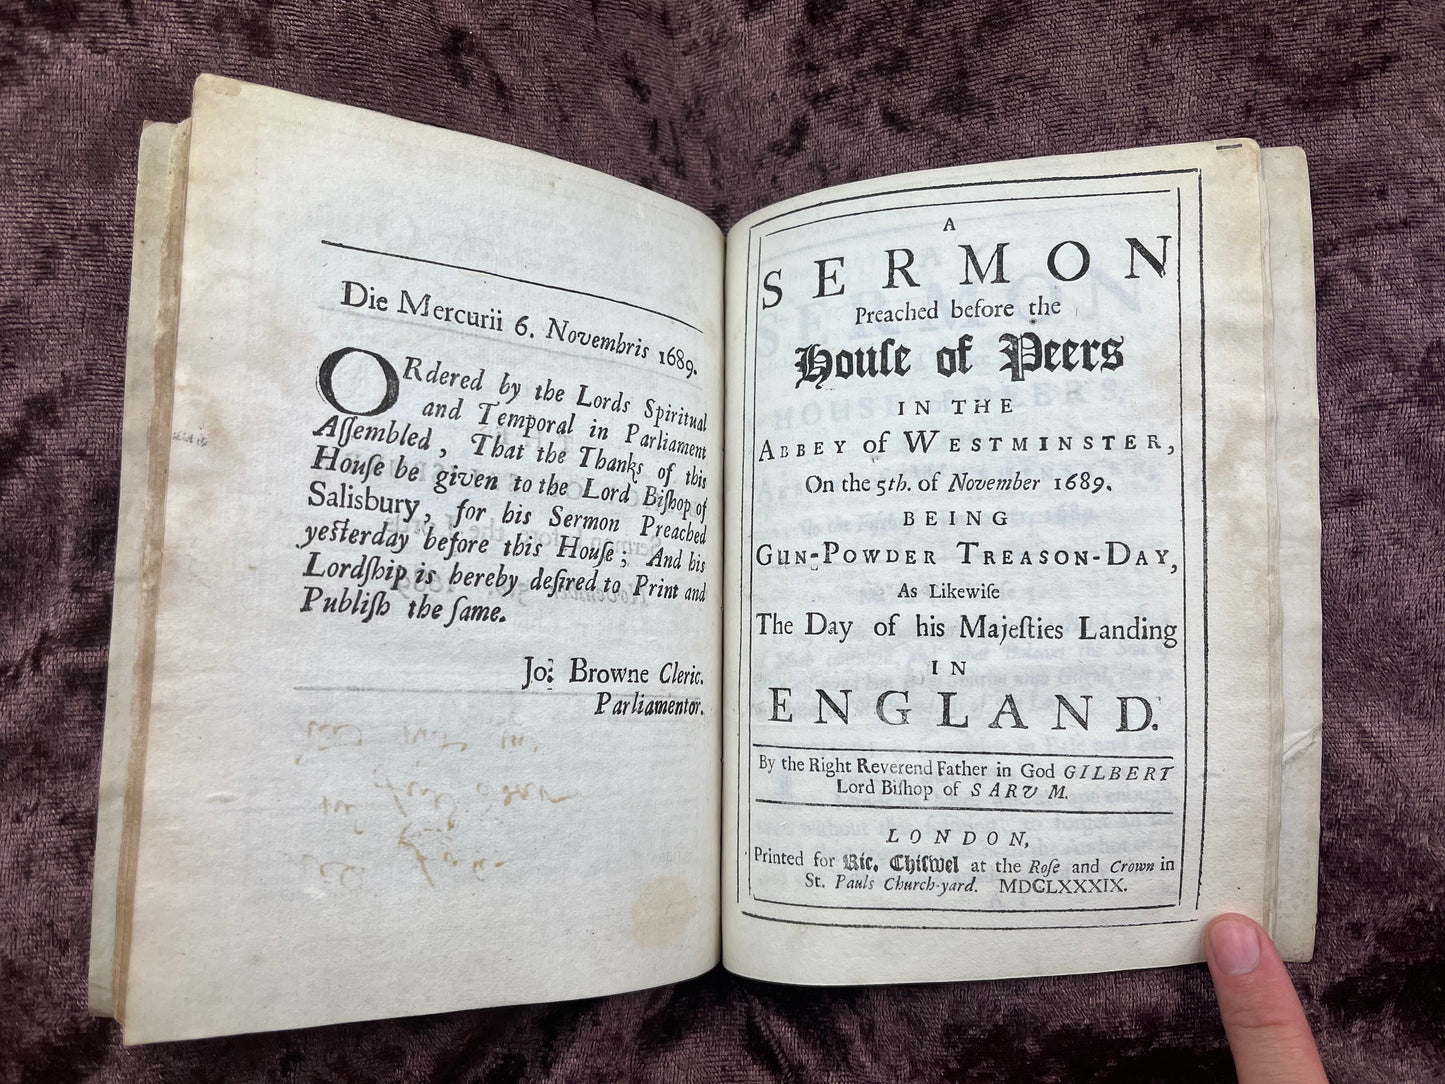 Die Mercurii 6. Novembris 1689.
ORdered by the Lords Spiritual
and Temporal in Parliament
Aſſembled, That the Thanks of this
Houſe be given to the Lord Biſhop of
Salisbury, for his Sermon Preached
yeſterday before this Houſe; And his
Lordſhip is hereby deſired to Print and
Publiſh the ſame.
Jo: Browne Cleric.
Parliamentor.
A
SERMON
Preached before the
Houſe of Peers
IN THE
ABBEY of WESTMINSTER,
On the 5th. of November 1689.
BEING
GUN-POWDER TREASON-DAY,
As Likewiſe
The Day of his Majeſties Landing
IN
ENGLAND.
By the Right Reverend Father in God GILBERT
Lord Biſhop of SARUM.
LONDON,
Printed for Ric. Chiſwel at the Roſe and Crown in
St. Pauls Church-yard. MDCLXXXIX.